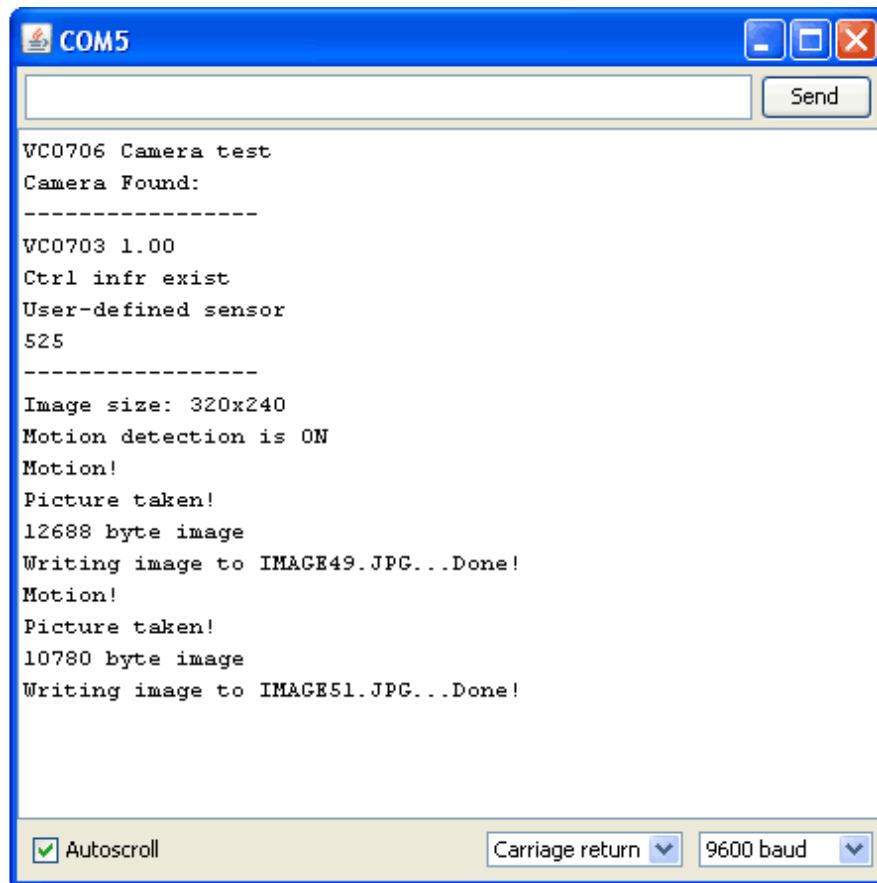 COM5
Send
VC0706 Camera test
Camera Found:
-----------------
VC0703 1.00
Ctrl infr exist
User-defined sensor
525
-----------------
Image size: 320x240
Motion detection is ON
Motion!
Picture taken!
12688 byte image
Writing image to IMAGE49.JPG...Done!
Motion!
Picture taken!
10780 byte image
Writing image to IMAGE51.JPG...Done!
Autoscroll
Carriage return
9600 baud